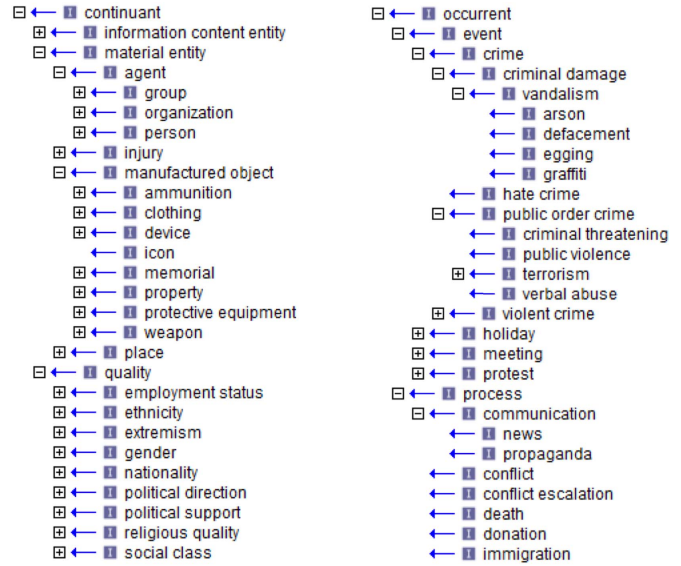 continuant
information content entity
material entity
agent
group
organization
person
injury
manufactured object
ammunition
clothing
device
icon
memorial
property
protective equipment
weapon
place
quality
employment status
ethnicity
extremism
gender
nationality
political direction
political support
religious quality
social class
occurrent
event
crime
criminal damage
vandalism
arson
defacement
egging
graffiti
hate crime
public order crime
criminal threatening
public violence
terrorism
verbal abuse
violent crime
holiday
meeting
protest
process
communication
news
propaganda
conflict
conflict escalation
death
donation
immigration